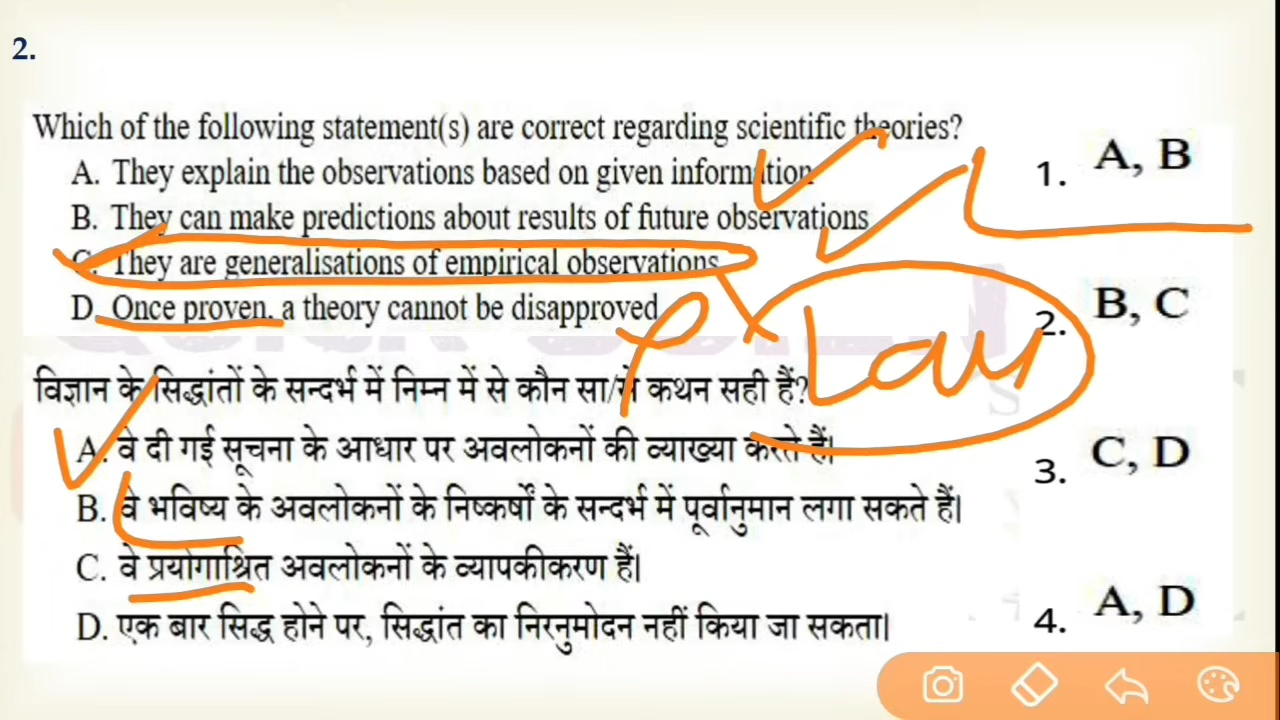 2.
Which of the following statement(s) are correct regarding scientific theories?
A. They explain the observations based on given information
B. They can make predictions about results of future observations
C. They are generalisations of empirical observations
D. Once proven, a theory cannot be disapproved
Law
विज्ञान के सिद्धांतों के सन्दर्भ में निम्न में से कौन सा/से कथन सही हैं?
A. वे दी गई सूचना के आधार पर अवलोकनों की व्याख्या करते हैं।
B. वे भविष्य के अवलोकनों के निष्कर्षों के सन्दर्भ में पूर्वानुमान लगा सकते हैं।
C. वे प्रयोगाश्रित अवलोकनों के व्यापकीकरण हैं।
D. एक बार सिद्ध होने पर, सिद्धांत का निरनुमोदन नहीं किया जा सकता।
1. A, B
2. B, C
3. C, D
4. A, D